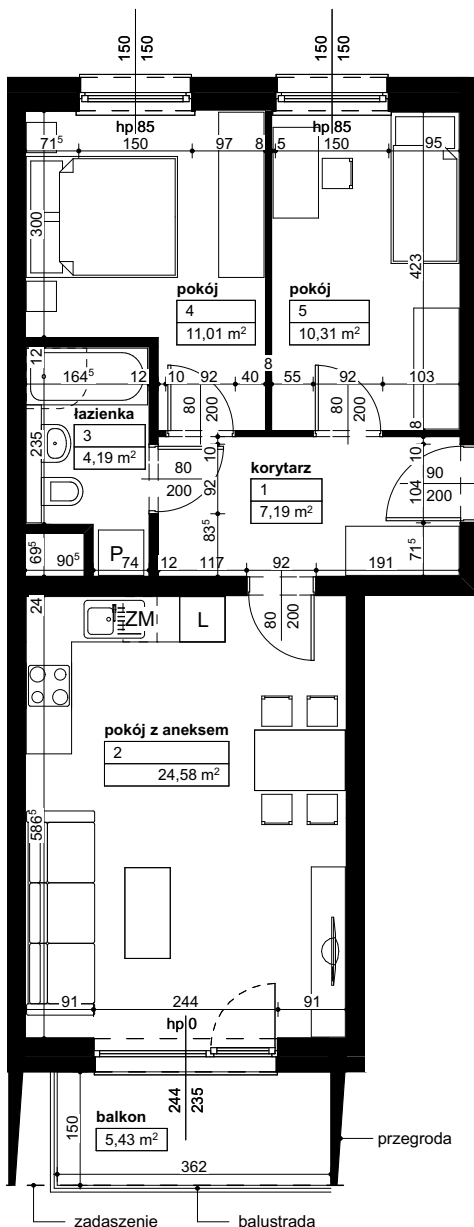 150 150
150 150
hp 85
hp 85
71⁵ 150 97 8 5 150 95
300
423
pokój
4
11,01 m²
pokój
5
10,31 m²
12
164⁵ 12 10 92 40 8 55 92 103
80
200
80
200
8
łazienka
3
4,19 m²
235
80
200
10
92
83⁵
korytarz
1
7,19 m²
10
104
71⁵
90
200
69⁵
90⁵
P
74 12 117 92 191
24
ZM
L
80
200
pokój z aneksem
2
24,58 m²
586⁵
91 244 91
hp 0
244
235
balkon
5,43 m²
150
362
przegroda
zadaszenie
balustrada